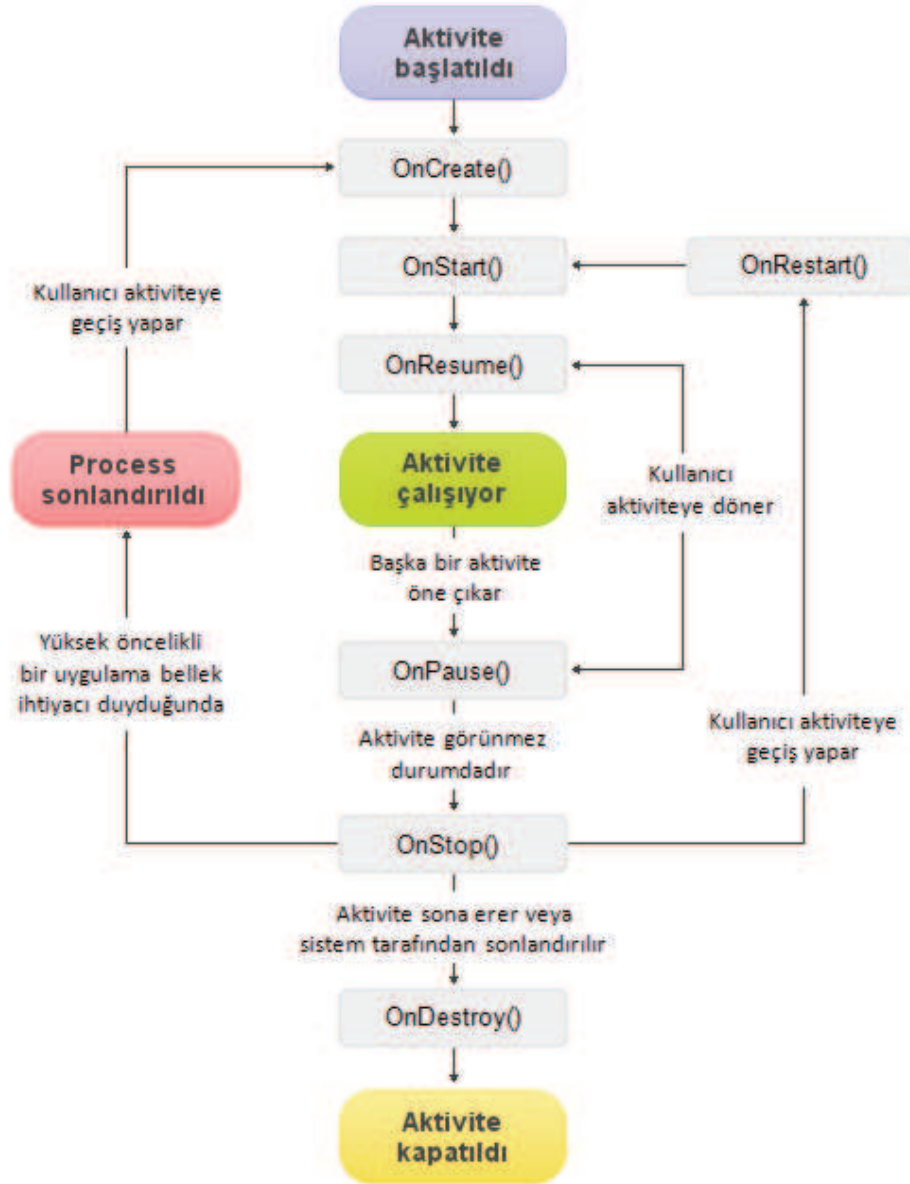 Aktivite
başlatıldı
OnCreate()
OnStart()
OnRestart()
Kullanıcı aktiviteye
geçiş yapar
OnResume()
Process
sonlandırıldı
Aktivite
çalışıyor
Kullanıcı
aktiviteye döner
Başka bir aktivite
öne çıkar
Yüksek öncelikli
bir uygulama bellek
ihtiyacı duyduğunda
OnPause()
Aktivite görünmez
durumdadır
Kullanıcı aktiviteye
geçiş yapar
OnStop()
Aktivite sona erer veya
sistem tarafından sonlandırılır
OnDestroy()
Aktivite
kapatıldı